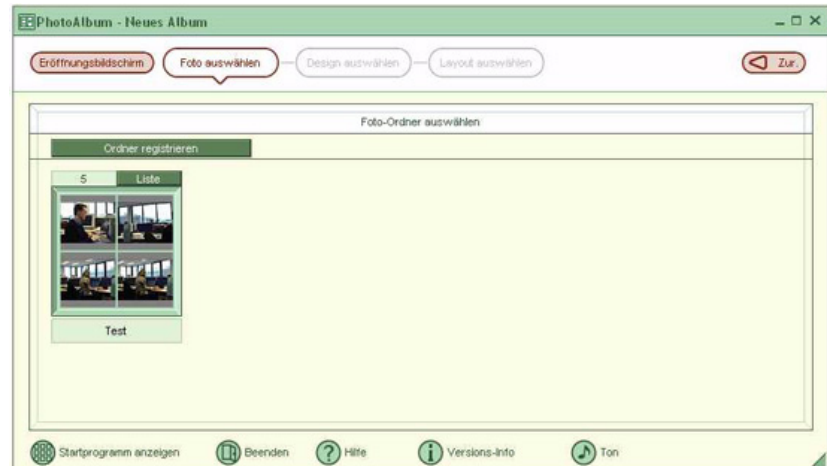 PhotoAlbum - Neues Album
Eröffnungsbildschirm Foto auswählen Design auswählen Layout auswählen Zur.
Foto-Ordner auswählen
Ordner registrieren
5 Liste
Test
Startprogramm anzeigen Beenden Hilfe Versions-Info Ton